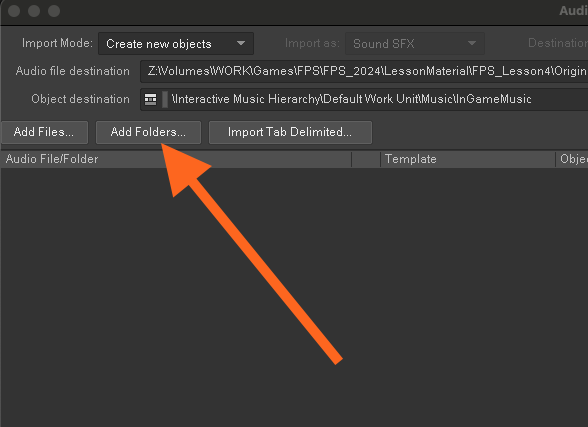 Audi
Import Mode: Create new objects Import as: Sound SFX Destination
Audio file destination Z:\Volumes\WORK\Games\FPS\FPS_2024\LessonMaterial\FPS_Lesson4\Origin
Object destination \Interactive Music Hierarchy\Default Work Unit\Music\InGameMusic
Add Files... Add Folders... Import Tab Delimited...
Audio File/Folder Template Objec